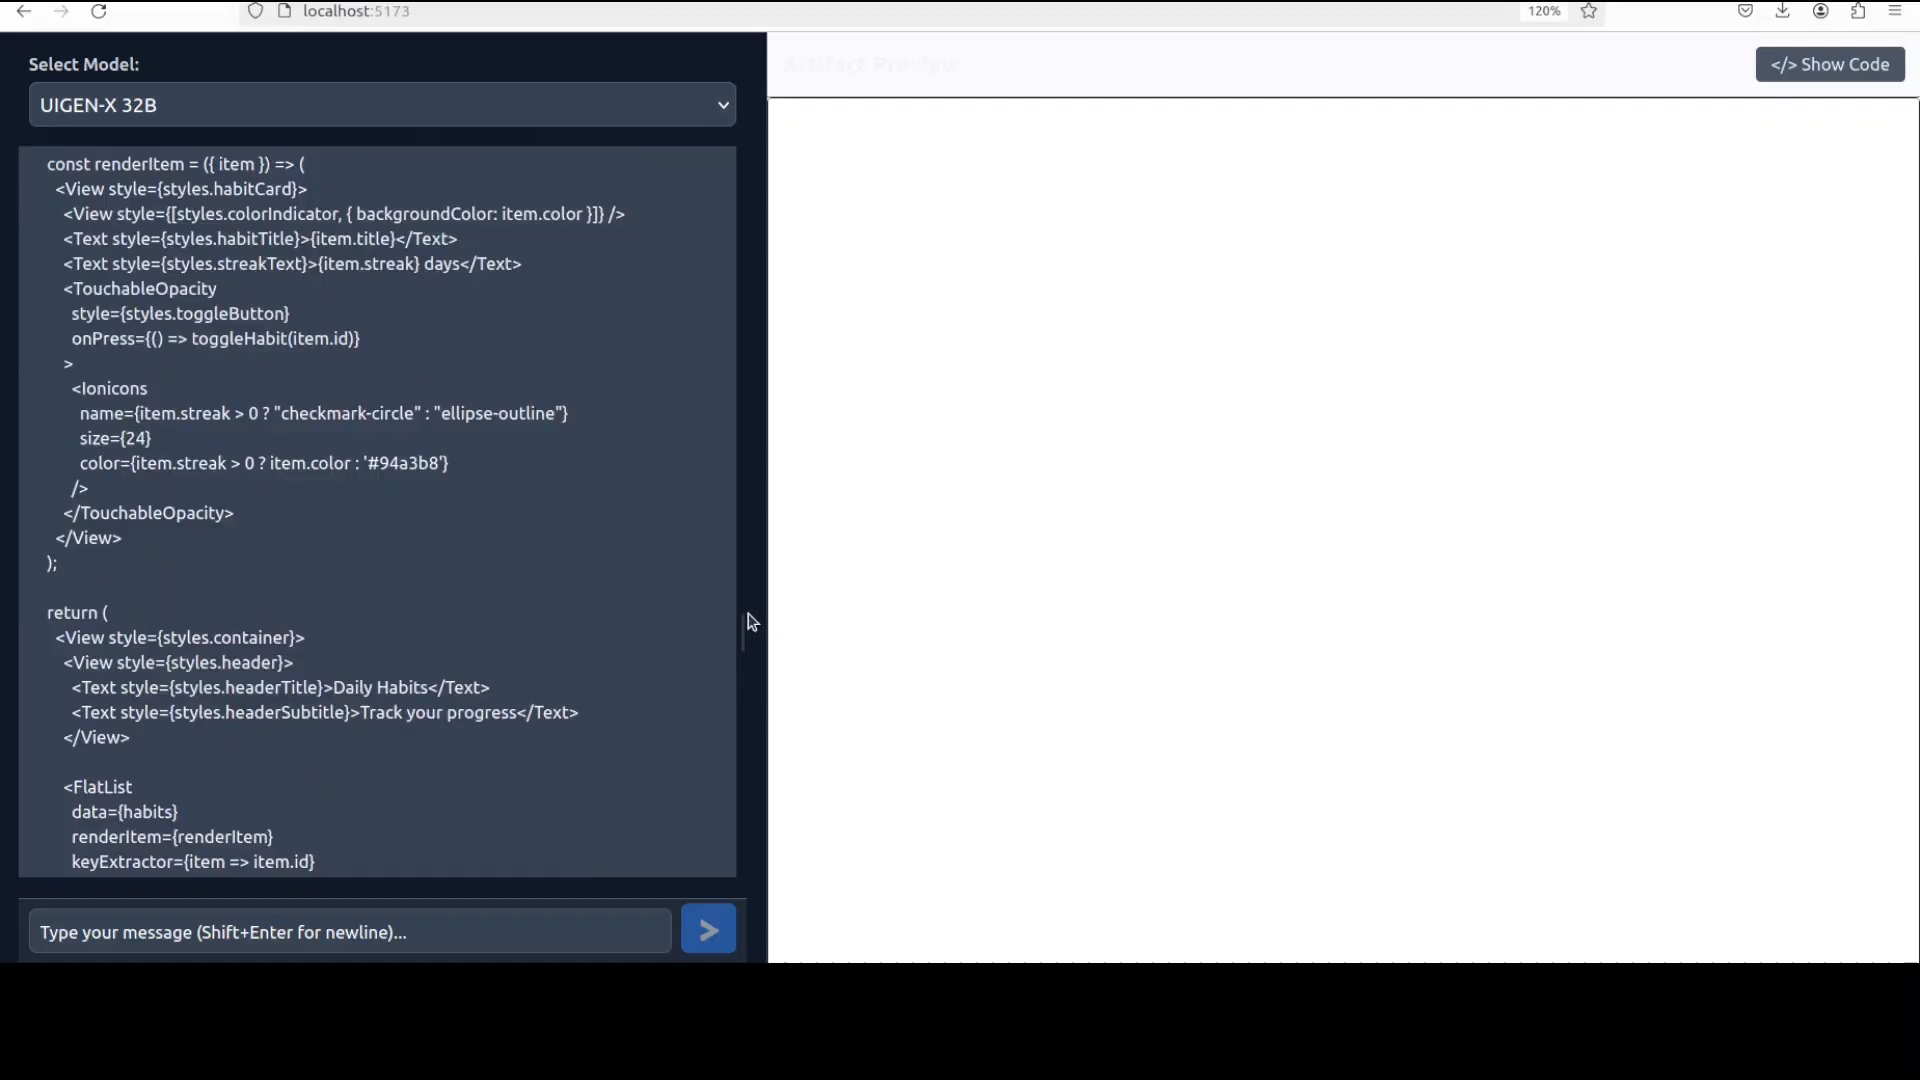 localhost:5173
120%
Select Model:
Artifact Preview
</> Show Code
UIGEN-X 32B
const renderItem = ({ item }) => (
<View style={styles.habitCard}>
<View style={[styles.colorIndicator, { backgroundColor: item.color }]} />
<Text style={styles.habitTitle}>{item.title}</Text>
<Text style={styles.streakText}>{item.streak} days</Text>
<TouchableOpacity
style={styles.toggleButton}
onPress={() => toggleHabit(item.id)}
>
<Ionicons
name={item.streak > 0 ? "checkmark-circle" : "ellipse-outline"}
size={24}
color={item.streak > 0 ? item.color : '#94a3b8'}
/>
</TouchableOpacity>
</View>
);
return (
<View style={styles.container}>
<View style={styles.header}>
<Text style={styles.headerTitle}>Daily Habits</Text>
<Text style={styles.headerSubtitle}>Track your progress</Text>
</View>
<FlatList
data={habits}
renderItem={renderItem}
keyExtractor={item => item.id}
Type your message (Shift+Enter for newline)...